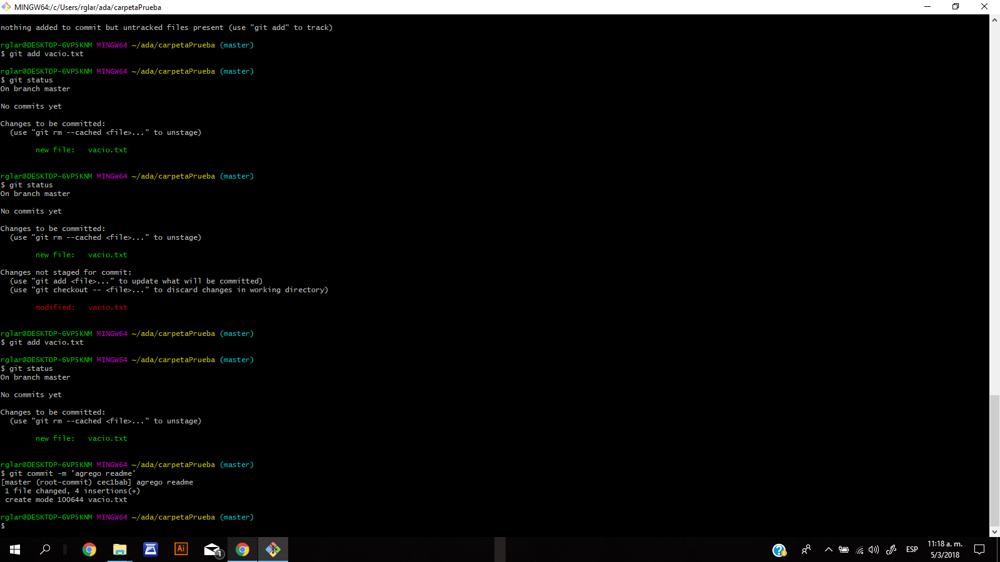 MINGW64:/c/Users/rglar/ada/carpetaPrueba
nothing added to commit but untracked files present (use "git add" to track)
rglar@DESKTOP-6VP5KNM MINGW64 ~/ada/carpetaPrueba (master)
$ git add vacio.txt
rglar@DESKTOP-6VP5KNM MINGW64 ~/ada/carpetaPrueba (master)
$ git status
On branch master
No commits yet
Changes to be committed:
  (use "git rm --cached <file>..." to unstage)
        new file:   vacio.txt
rglar@DESKTOP-6VP5KNM MINGW64 ~/ada/carpetaPrueba (master)
$ git status
On branch master
No commits yet
Changes to be committed:
  (use "git rm --cached <file>..." to unstage)
        new file:   vacio.txt
Changes not staged for commit:
  (use "git add <file>..." to update what will be committed)
  (use "git checkout -- <file>..." to discard changes in working directory)
        modified:   vacio.txt
rglar@DESKTOP-6VP5KNM MINGW64 ~/ada/carpetaPrueba (master)
$ git add vacio.txt
rglar@DESKTOP-6VP5KNM MINGW64 ~/ada/carpetaPrueba (master)
$ git status
On branch master
No commits yet
Changes to be committed:
  (use "git rm --cached <file>..." to unstage)
        new file:   vacio.txt
rglar@DESKTOP-6VP5KNM MINGW64 ~/ada/carpetaPrueba (master)
$ git commit -m 'agrego readme'
[master (root-commit) cec1bab] agrego readme
 1 file changed, 4 insertions(+)
 create mode 100644 vacio.txt
rglar@DESKTOP-6VP5KNM MINGW64 ~/ada/carpetaPrueba (master)
$
Ai
1
ESP
11:18 a. m.
5/3/2018